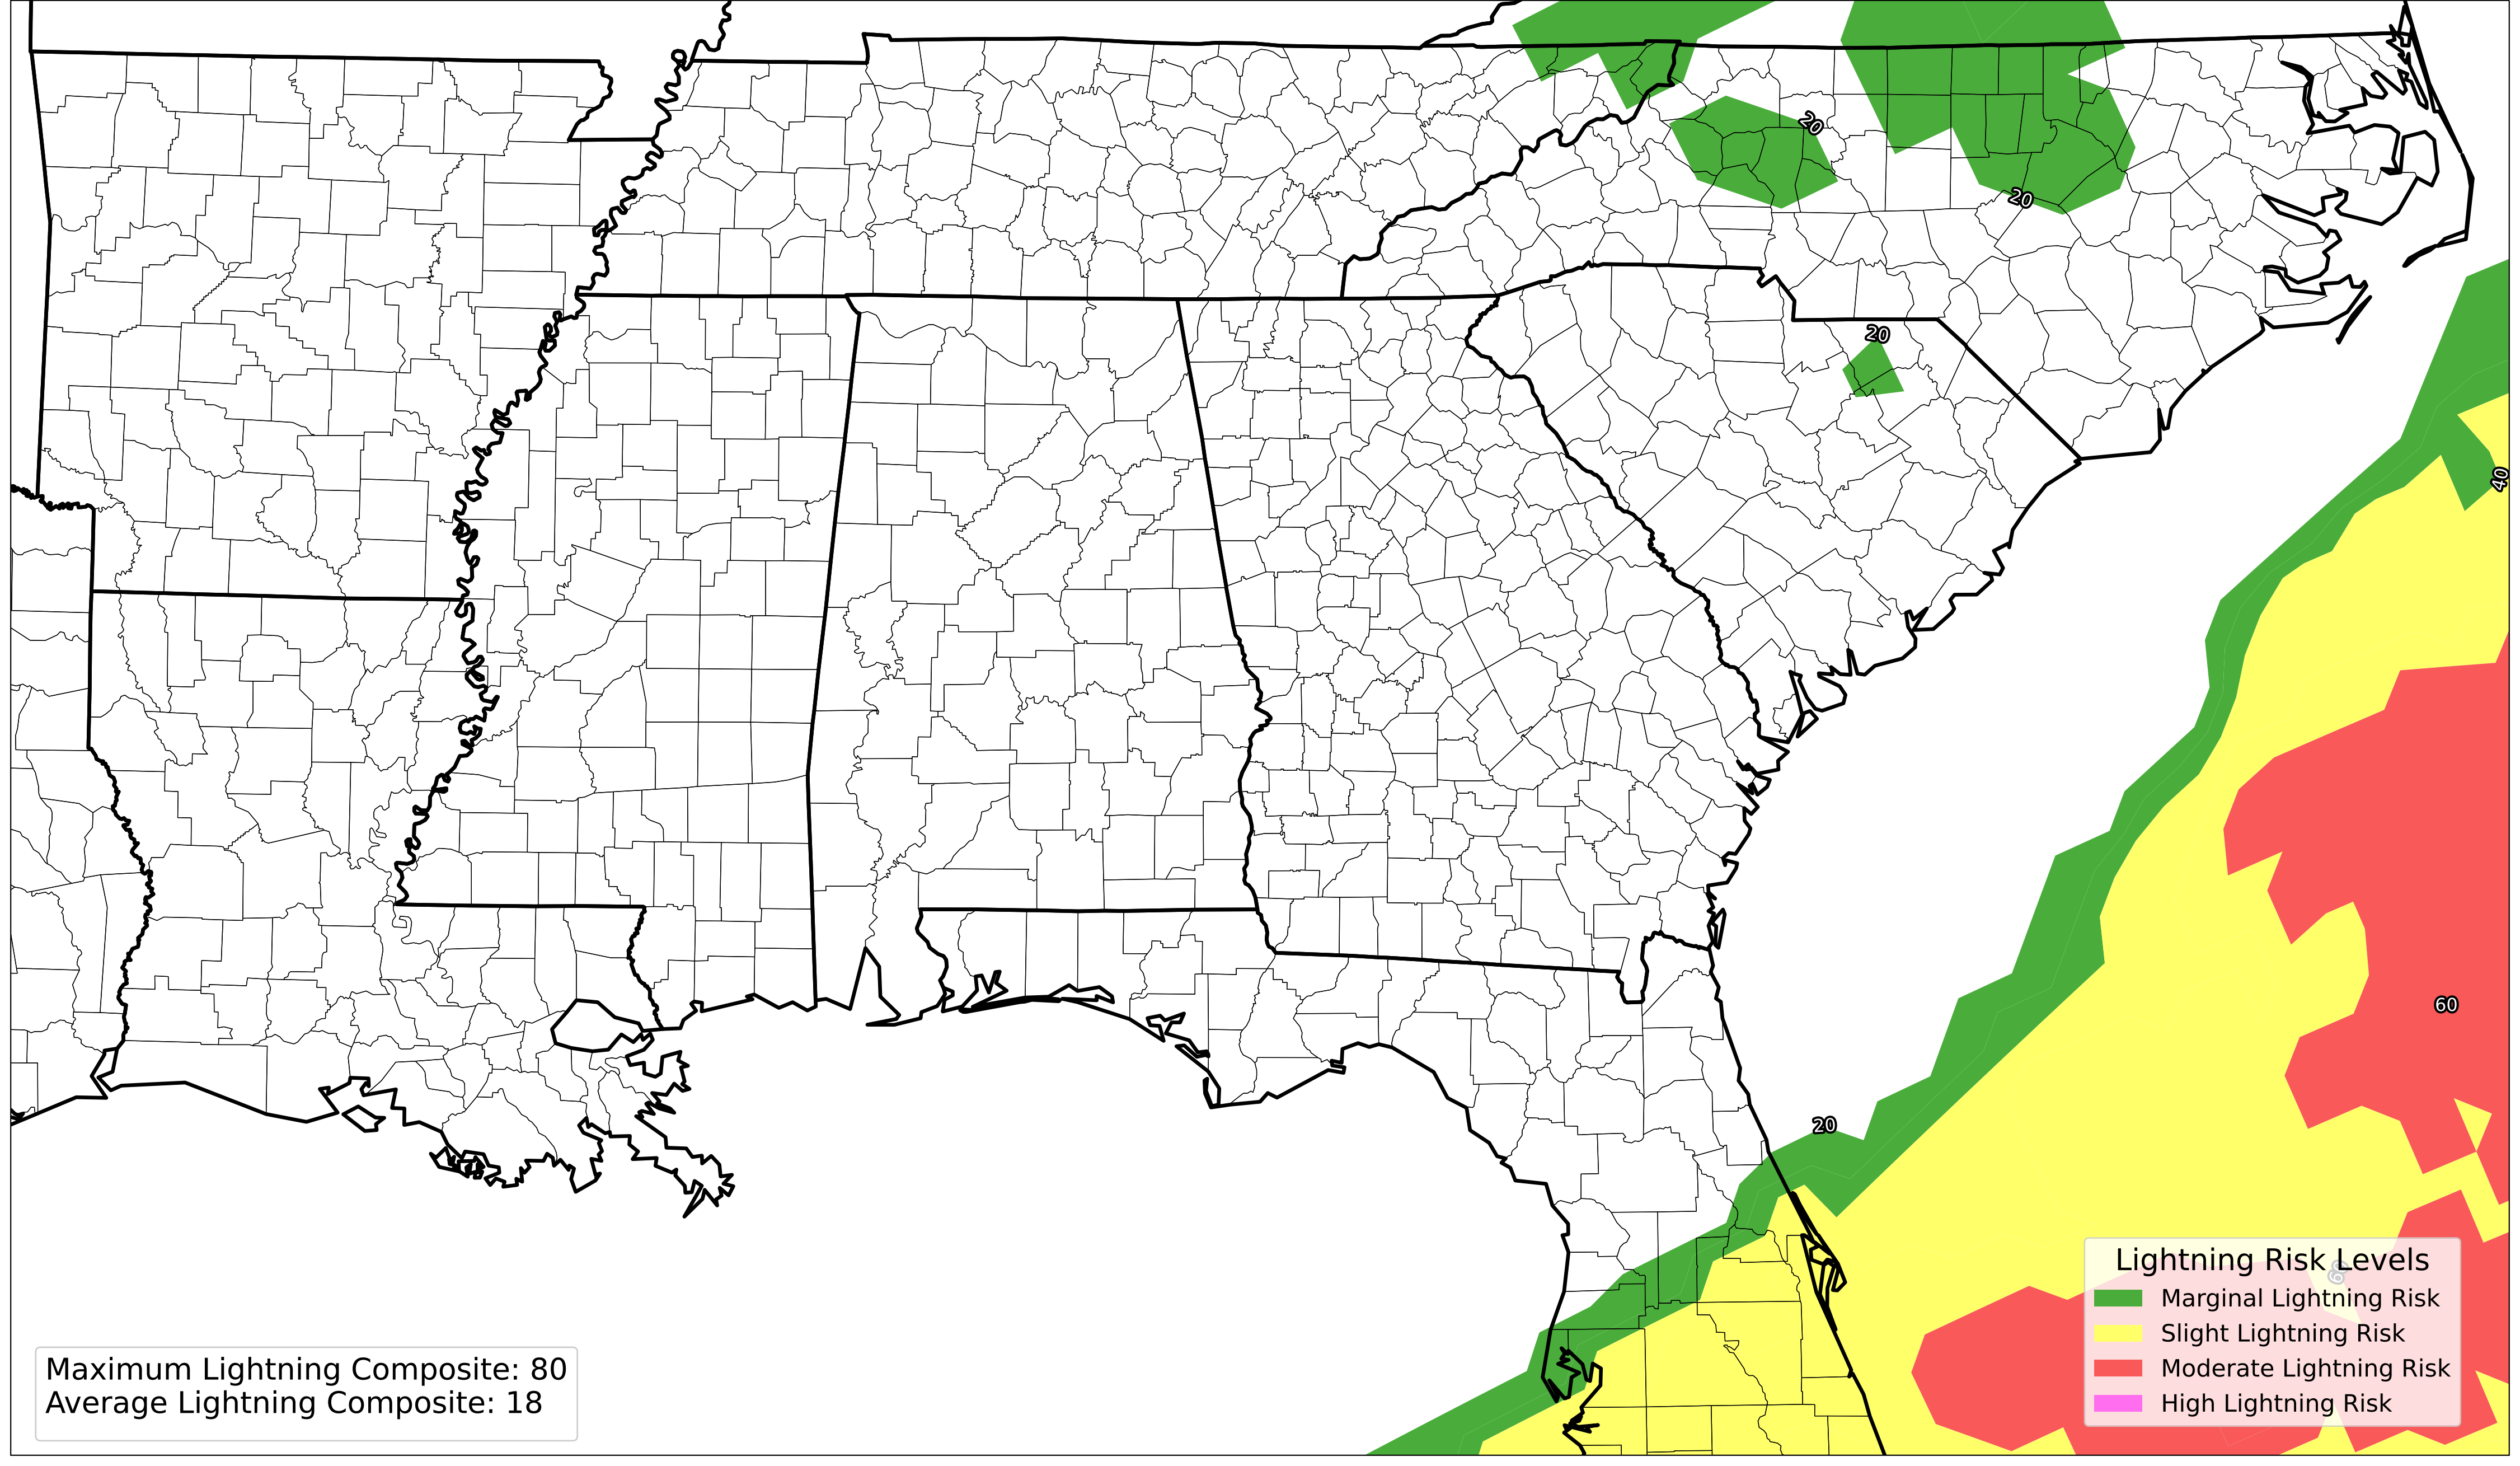 20
20
20
40
60
20
60
Lightning Risk Levels
Marginal Lightning Risk
Slight Lightning Risk
Moderate Lightning Risk
High Lightning Risk
Maximum Lightning Composite: 80
Average Lightning Composite: 18